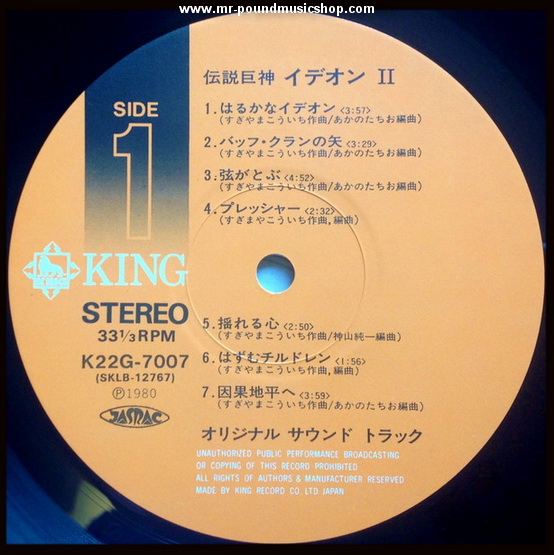 www.mr-poundmusicshop.com
伝説巨神 イデオン II
SIDE
1
1.はるかなイデオン〈3:57〉
(すぎやまこういち作曲/あかのたちお編曲)
2.バッフ・クランの矢〈3:29〉
(すぎやまこういち作曲/あかのたちお編曲)
3.弦がとぶ〈4:52〉
(すぎやまこういち作曲/あかのたちお編曲)
4.プレッシャー〈2:32〉
(すぎまやこういち作曲,編曲)
KING
KING
STEREO
33⅓RPM
K22G-7007
(SKLB-12767)
Ⓟ1980
JASRAC
5.揺れる心〈2:50〉
(すぎやまこういち作曲/神山純一編曲)
6.はずむチルドレン〈1:56〉
(すぎやまこういち作曲,編曲)
7.因果地平へ〈3:59〉
(すぎやまこういち作曲/あかのたちお編曲)
オリジナル サウンド トラック
UNAUTHORIZED PUBLIC PERFORMANCE BROADCASTING
OR COPYING OF THIS RECORD PROHIBITED
ALL RIGHTS OF AUTHORS & MANUFACTURER RESERVED
MADE BY KING RECORD CO. LTD JAPAN